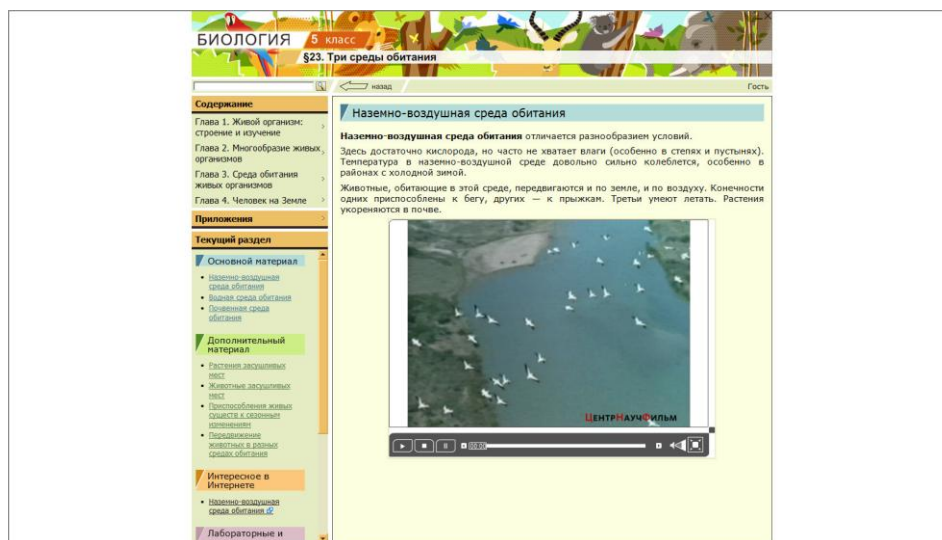 БИОЛОГИЯ 5 класс
§23. Три среды обитания
назад
Гость
Содержание
Глава 1. Живой организм:
строение и изучение
Глава 2. Многообразие живых
организмов
Глава 3. Среда обитания
живых организмов
Глава 4. Человек на Земле
Приложения
Текущий раздел
Основной материал
Наземно-воздушная
среда обитания
Водная среда обитания
Почвенная среда
обитания
Дополнительный
материал
Растения засушливых
мест
Животные засушливых
мест
Приспособления живых
существ к сезонным
изменениям
Передвижение
животных в разных
средах обитания
Интересное в
Интернете
Наземно-воздушная
среда обитания
Лабораторные и
Наземно-воздушная среда обитания
Наземно-воздушная среда обитания отличается разнообразием условий.
Здесь достаточно кислорода, но часто не хватает влаги (особенно в степях и пустынях).
Температура в наземно-воздушной среде довольно сильно колеблется, особенно в
районах с холодной зимой.
Животные, обитающие в этой среде, передвигаются и по земле, и по воздуху. Конечности
одних приспособлены к бегу, других — к прыжкам. Третьи умеют летать. Растения
укореняются в почве.
ЦЕНТРНАУЧФИЛЬМ
00:00